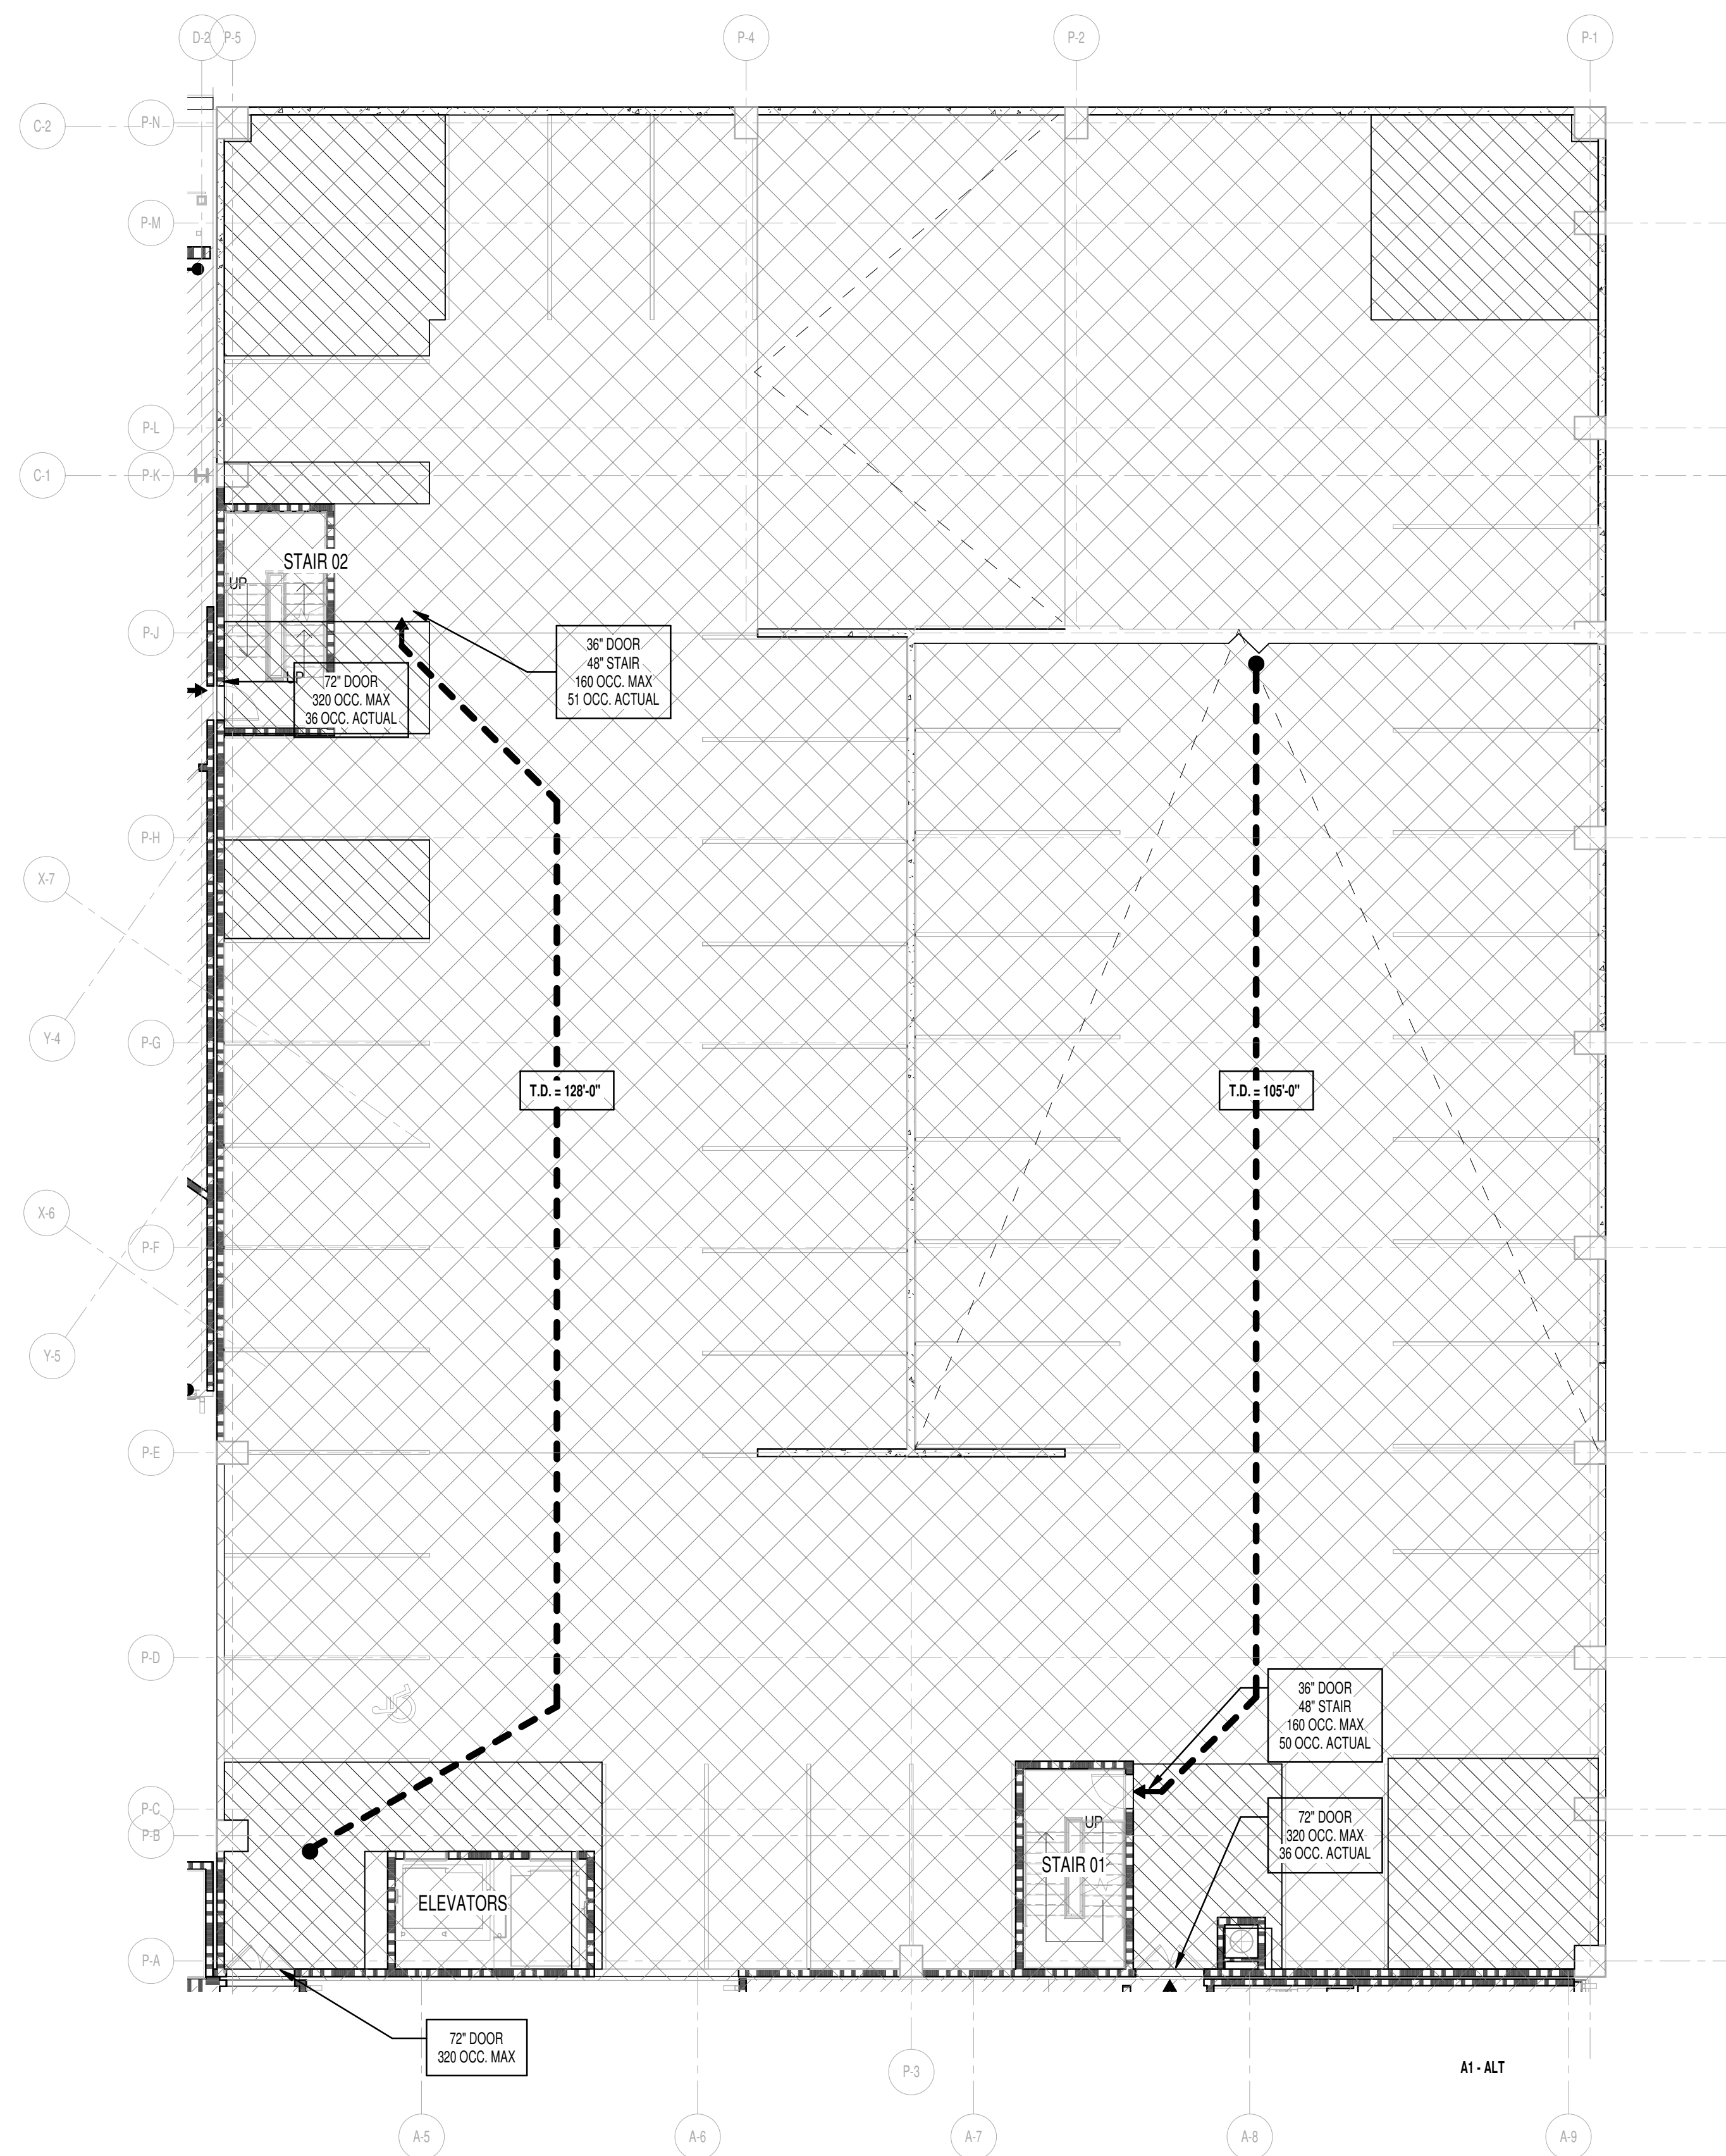 D-2
P-5
P-4
P-2
P-1
C-2
P-N
P-M
P-L
C-1
P-K
STAIR 02
UP
P-J
36" DOOR
48" STAIR
160 OCC. MAX
51 OCC. ACTUAL
UP
72" DOOR
320 OCC. MAX
36 OCC. ACTUAL
P-H
X-7
Y-4
P-G
T.D. = 128'-0"
T.D. = 105'-0"
X-6
P-F
Y-5
P-E
P-D
36" DOOR
48" STAIR
160 OCC. MAX
50 OCC. ACTUAL
P-C
P-B
UP
72" DOOR
320 OCC. MAX
36 OCC. ACTUAL
STAIR 01
ELEVATORS
P-A
72" DOOR
320 OCC. MAX
P-3
A1 - ALT
A-5
A-6
A-7
A-8
A-9